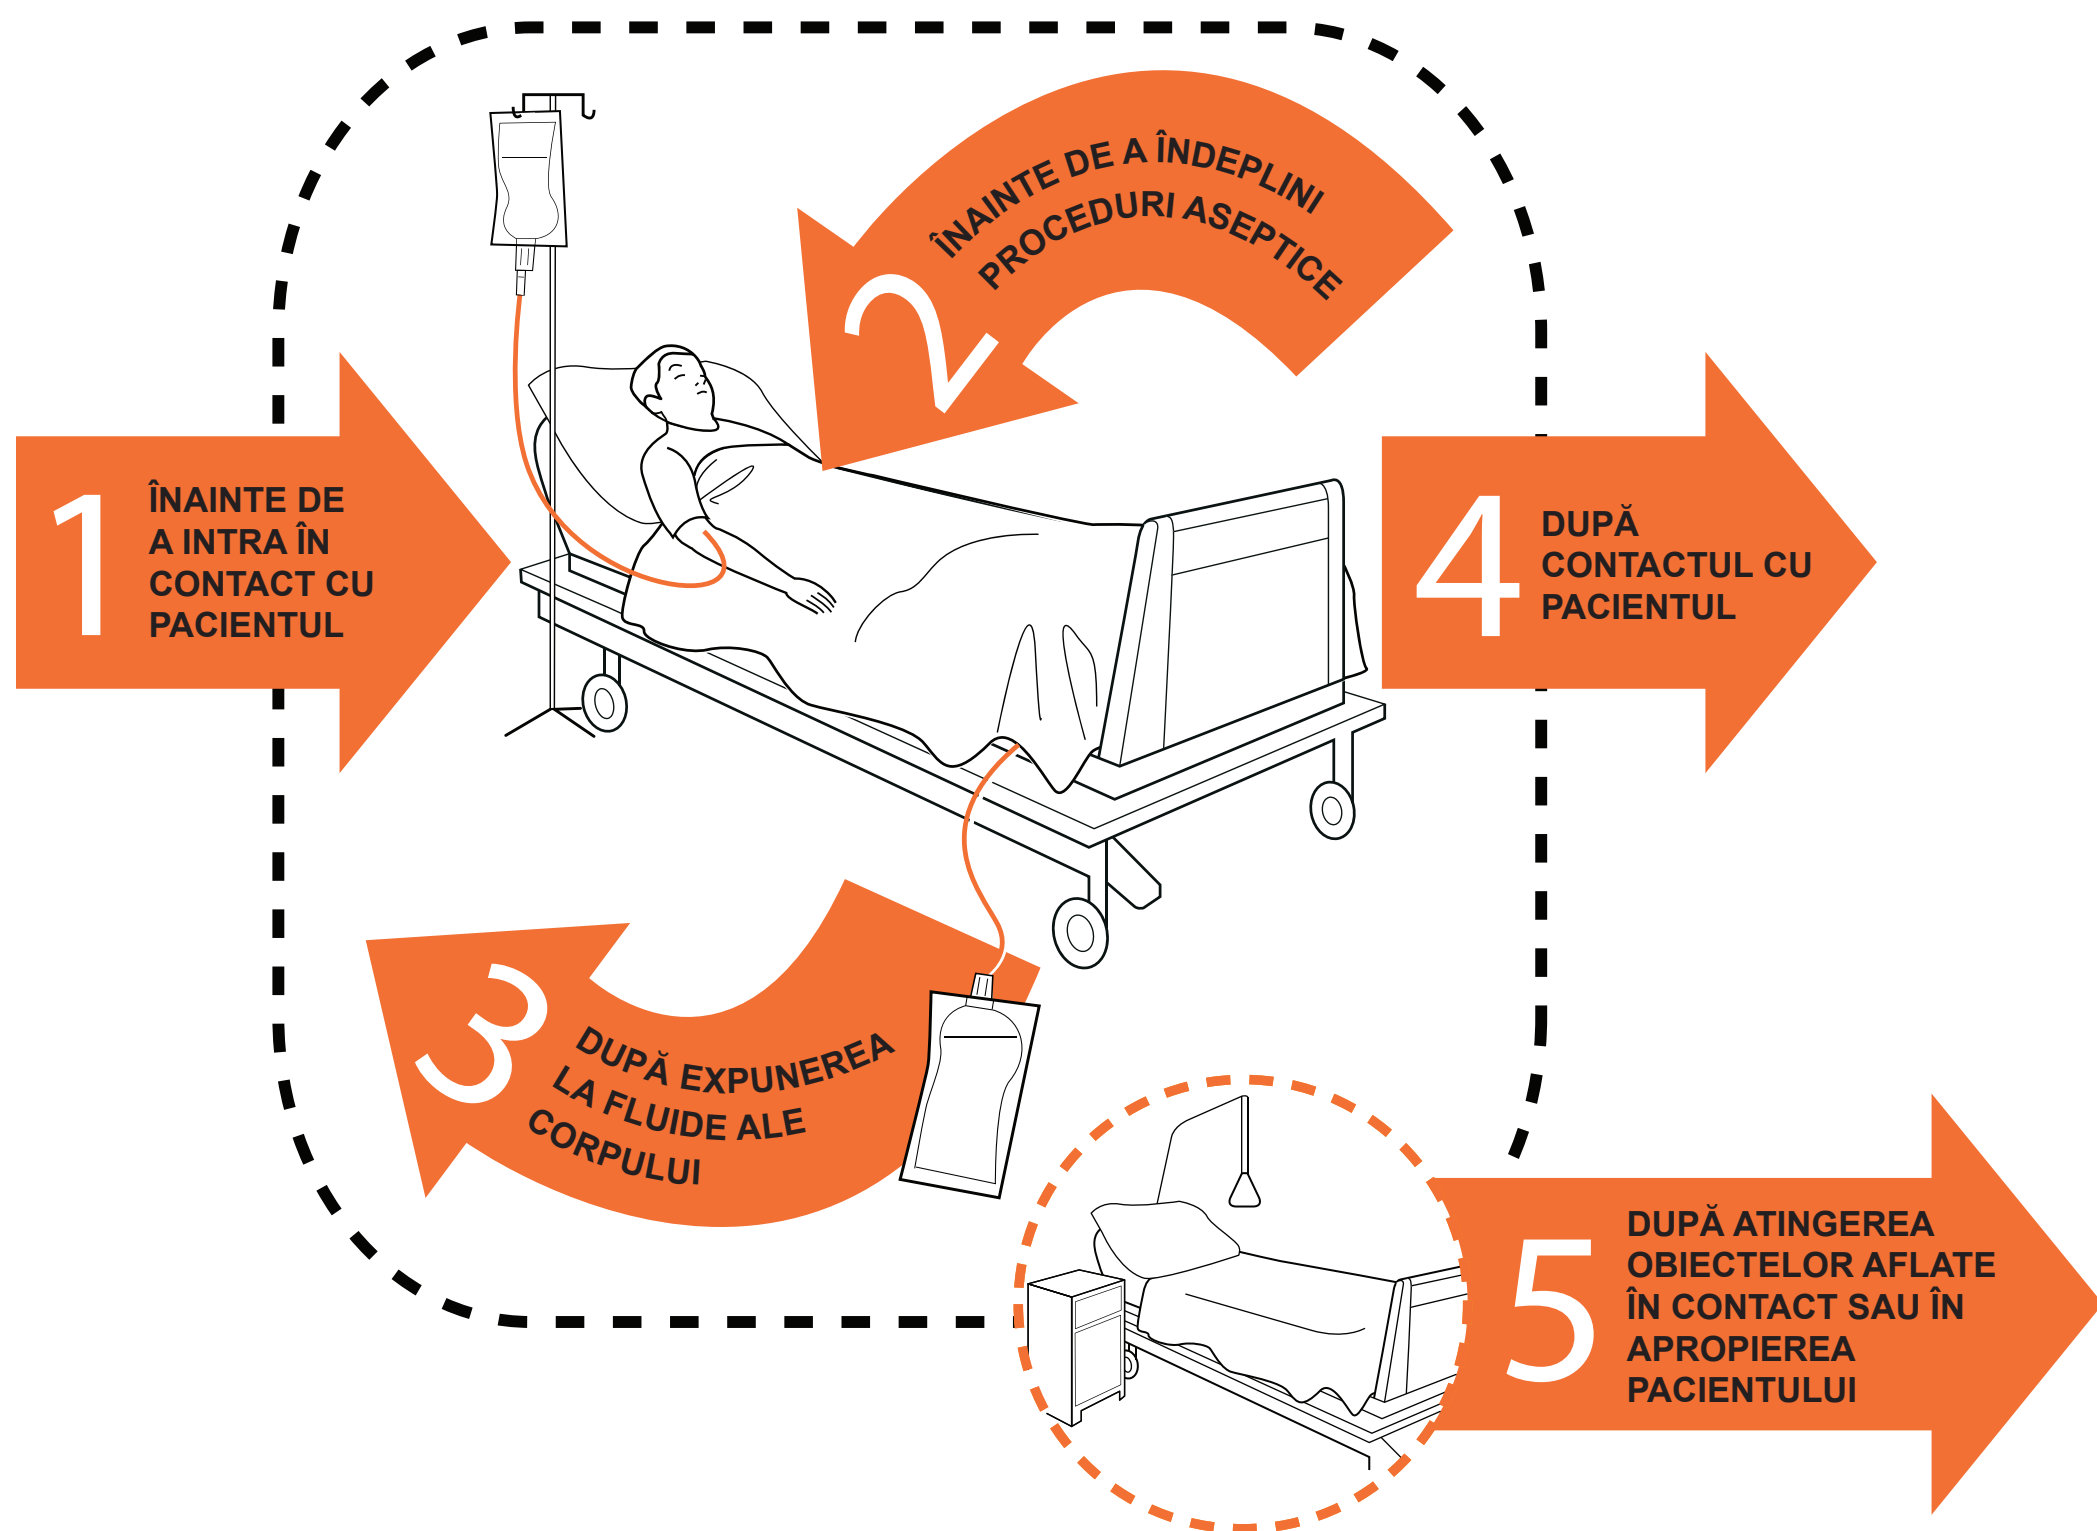 1
ÎNAINTE DE
A INTRA ÎN
CONTACT CU
PACIENTUL
2
ÎNAINTE DE A ÎNDEPLINI
PROCEDURI ASEPTICE
3
DUPĂ EXPUNEREA
LA FLUIDE ALE
CORPULUI
4
DUPĂ
CONTACTUL CU
PACIENTUL
5
DUPĂ ATINGEREA
OBIECTELOR AFLATE
ÎN CONTACT SAU ÎN
APROPIEREA
PACIENTULUI